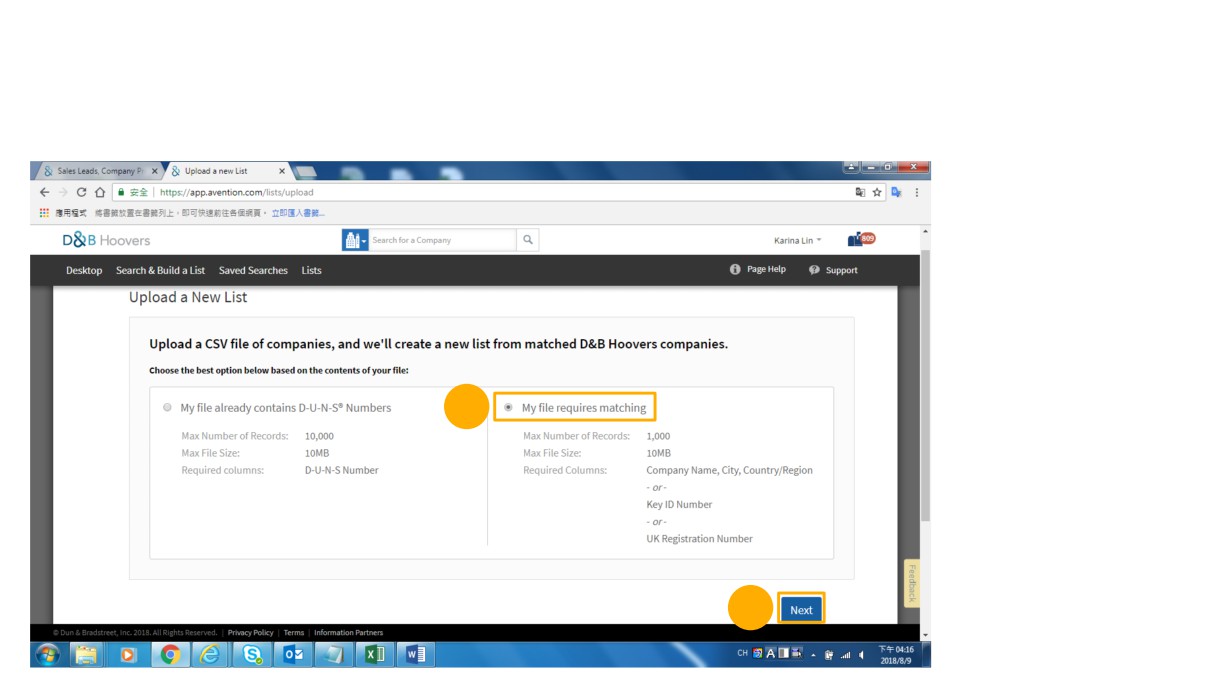 Sales Leads, Company P
Upload a new List
安全 | https://app.avention.com/lists/upload
應用程式 將書籤放置在書籤列上,即可快速前往各個網頁。 立即匯入書籤...
D&B Hoovers
Search for a Company
Karina Lin
809
Desktop Search & Build a List Saved Searches Lists
Page Help
Support
Upload a New List
Upload a CSV file of companies, and we'll create a new list from matched D&B Hoovers companies.
Choose the best option below based on the contents of your file:
My file already contains D-U-N-S® Numbers
Max Number of Records: 10,000
Max File Size: 10MB
Required columns: D-U-N-S Number
My file requires matching
Max Number of Records: 1,000
Max File Size: 10MB
Required Columns: Company Name, City, Country/Region
- or -
Key ID Number
- or -
UK Registration Number
Feedback
Next
© Dun & Bradstreet, Inc. 2018. All Rights Reserved. | Privacy Policy | Terms | Information Partners
CH
下午 04:16
2018/8/9